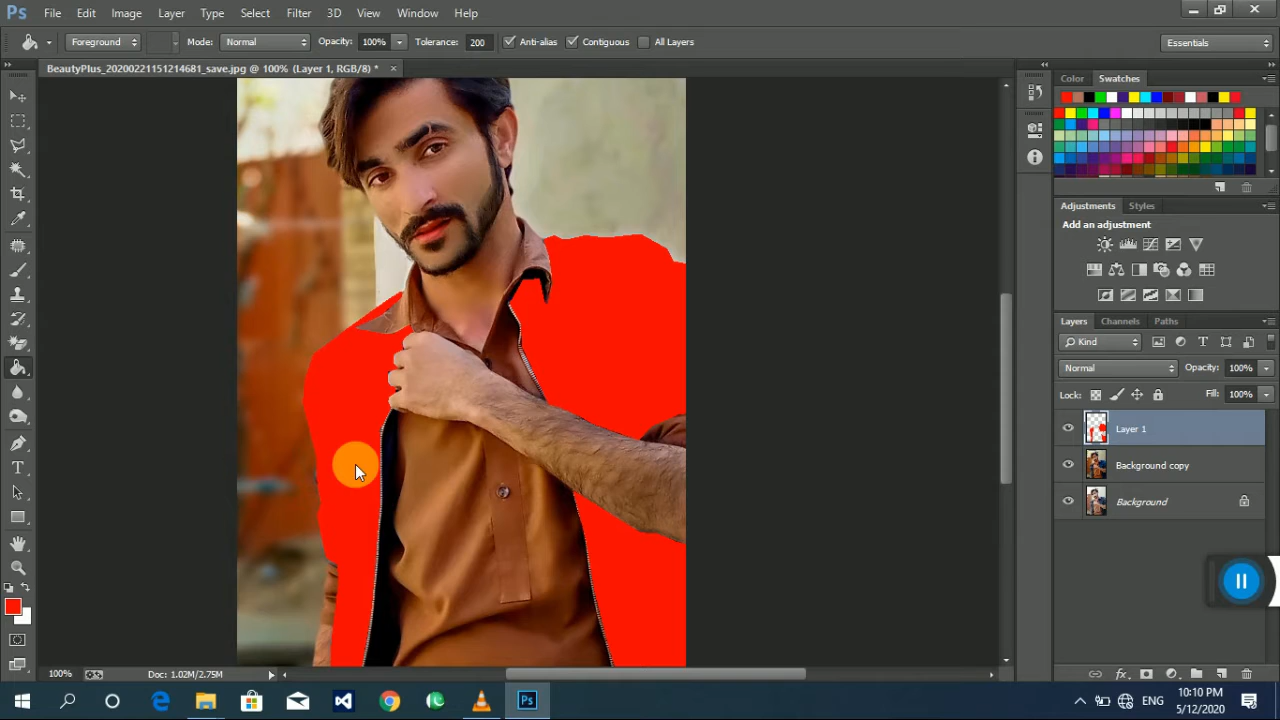 Ps File Edit Image Layer Type Select Filter 3D View Window Help
Foreground Mode: Normal Opacity: 100% Tolerance: 200 Anti-alias Contiguous All Layers Essentials
BeautyPlus_20200221151214681_save.jpg @ 100% (Layer 1, RGB/8) *
Color Swatches
Adjustments Styles
Add an adjustment
Layers Channels Paths
Kind
Normal Opacity: 100%
Lock: Fill: 100%
Layer 1
Background copy
Background
100% Doc: 1.02M/2.75M
Ps ENG 10:10 PM
5/12/2020